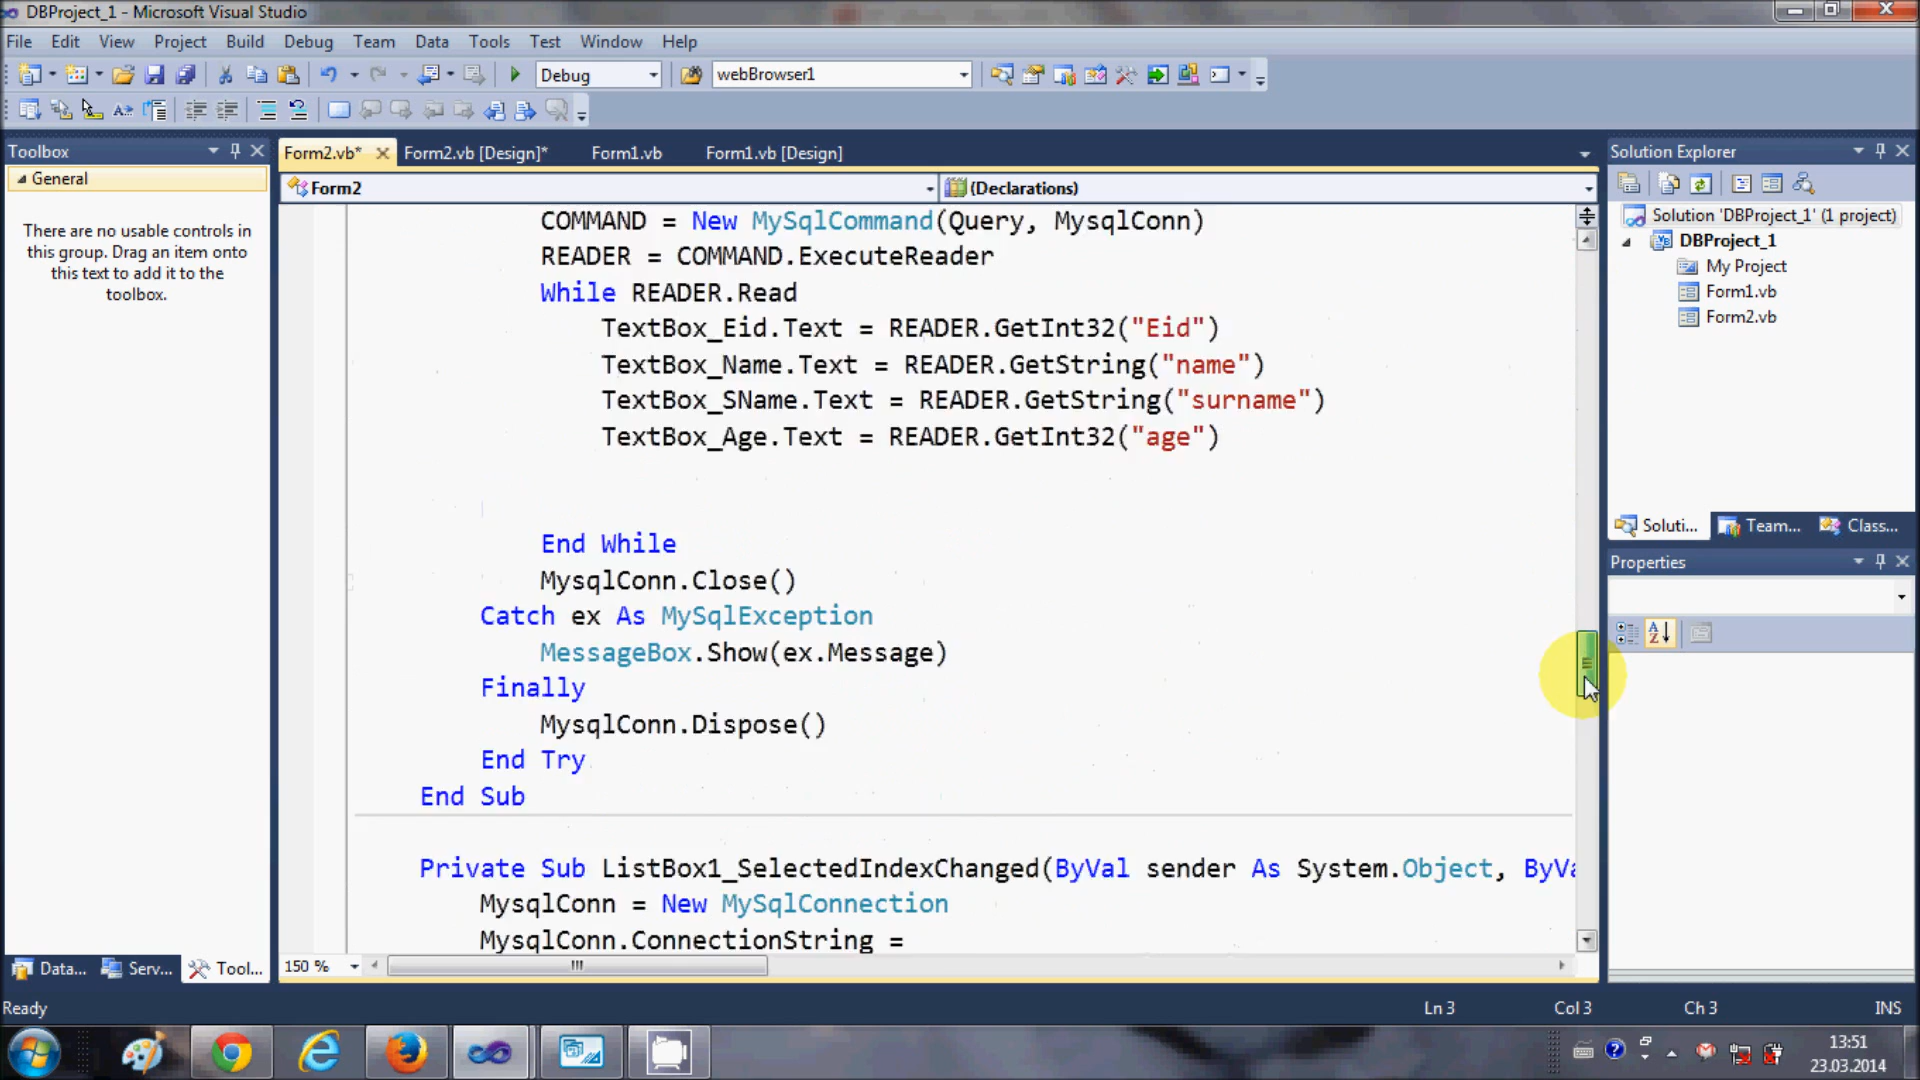 DBProject_1 - Microsoft Visual Studio
File Edit View Project Build Debug Team Data Tools Test Window Help
Debug webBrowser1
Toolbox
General
There are no usable controls in
this group. Drag an item onto
this text to add it to the
toolbox.
Form2.vb* Form2.vb [Design]* Form1.vb Form1.vb [Design]
Form2 (Declarations)
COMMAND = New MySqlCommand(Query, MysqlConn)
READER = COMMAND.ExecuteReader
While READER.Read
TextBox_Eid.Text = READER.GetInt32("Eid")
TextBox_Name.Text = READER.GetString("name")
TextBox_SName.Text = READER.GetString("surname")
TextBox_Age.Text = READER.GetInt32("age")
End While
MysqlConn.Close()
Catch ex As MySqlException
MessageBox.Show(ex.Message)
Finally
MysqlConn.Dispose()
End Try
End Sub
Private Sub ListBox1_SelectedIndexChanged(ByVal sender As System.Object, ByVa
MysqlConn = New MySqlConnection
MysqlConn.ConnectionString =
150 %
Data... Serv... Tool...
Solution Explorer
Solution 'DBProject_1' (1 project)
DBProject_1
My Project
Form1.vb
Form2.vb
Soluti... Team... Class...
Properties
Ready Ln 3 Col 3 Ch 3 INS
13:51
23.03.2014